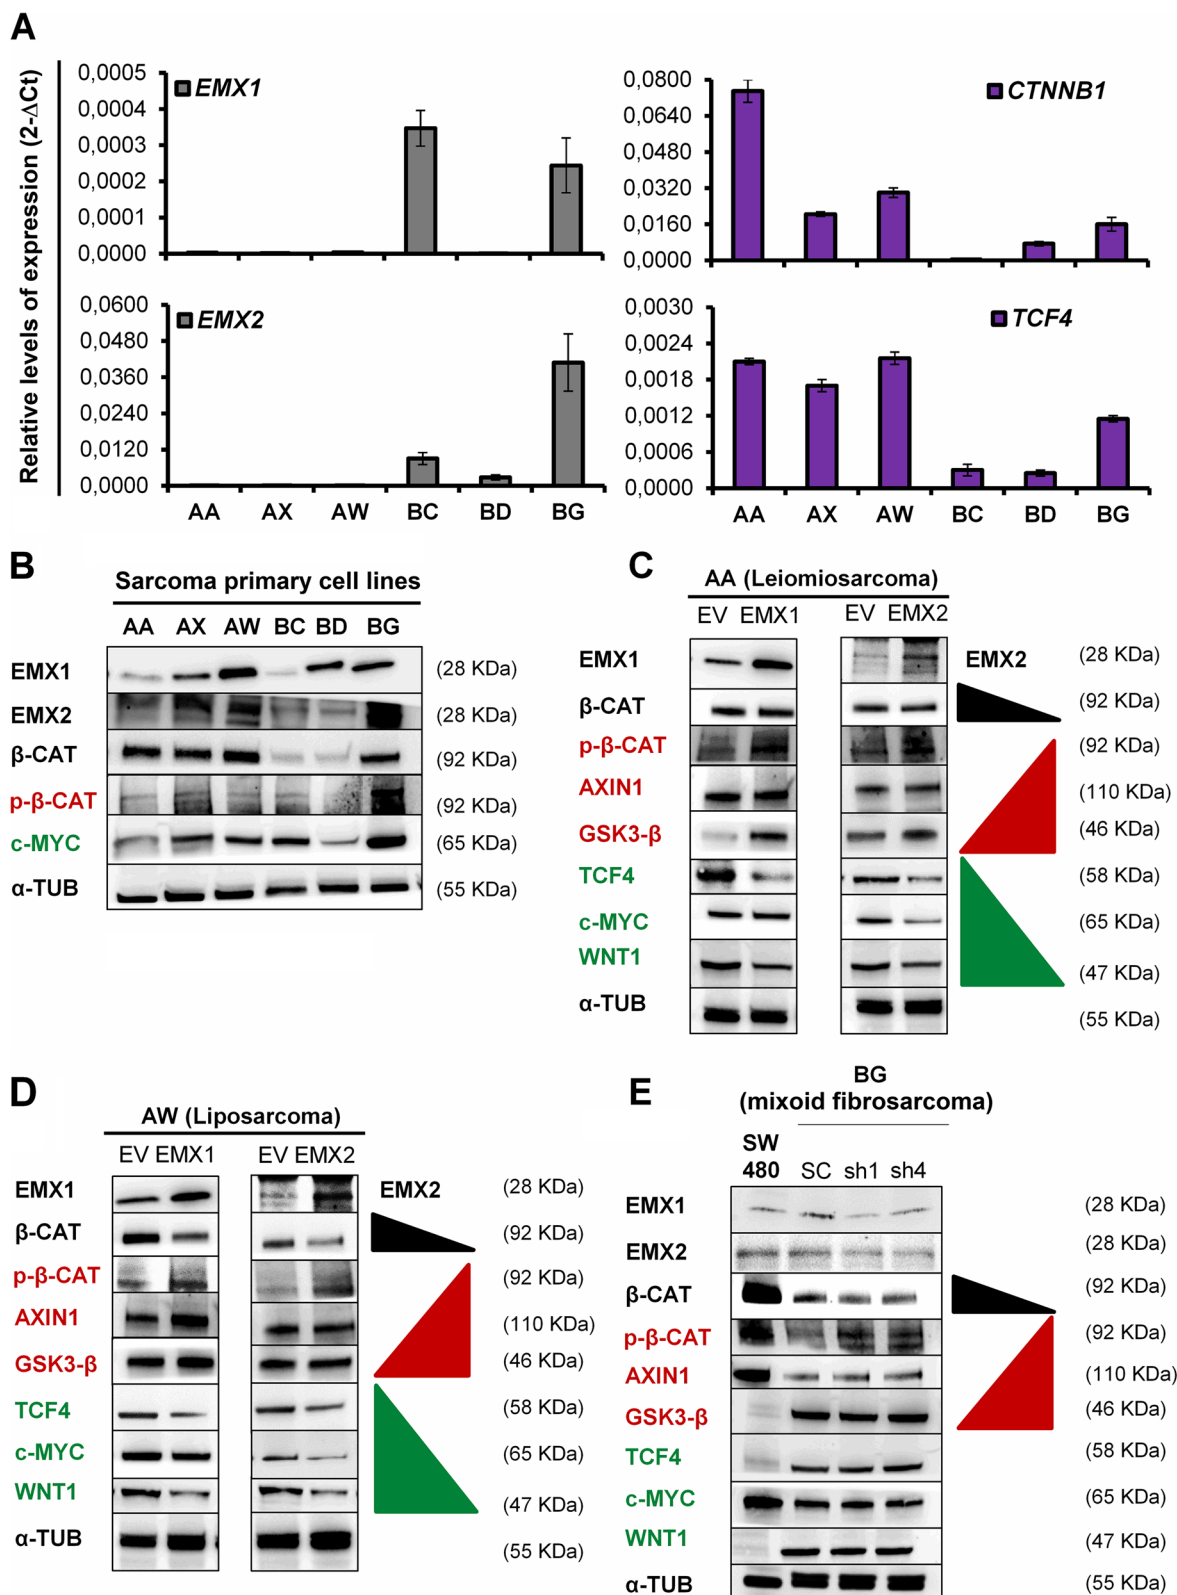 A
Relative levels of expression (2-ΔCt)
0,0005
0,0004
0,0003
0,0002
0,0001
0,0000
EMX1
0,0800
0,0640
0,0480
0,0320
0,0160
0,0000
CTNNB1
0,0600
0,0480
0,0360
0,0240
0,0120
0,0000
EMX2
AA AX AW BC BD BG
0,0030
0,0024
0,0018
0,0012
0,0006
0,0000
TCF4
AA AX AW BC BD BG
B
Sarcoma primary cell lines
AA AX AW BC BD BG
EMX1 (28 KDa)
EMX2 (28 KDa)
β-CAT (92 KDa)
p-β-CAT (92 KDa)
c-MYC (65 KDa)
α-TUB (55 KDa)
C
AA (Leiomiosarcoma)
EV EMX1 EV EMX2
EMX1 EMX2 (28 KDa)
β-CAT (92 KDa)
p-β-CAT (92 KDa)
AXIN1 (110 KDa)
GSK3-β (46 KDa)
TCF4 (58 KDa)
c-MYC (65 KDa)
WNT1 (47 KDa)
α-TUB (55 KDa)
D
AW (Liposarcoma)
EV EMX1 EV EMX2
EMX1 EMX2 (28 KDa)
β-CAT (92 KDa)
p-β-CAT (92 KDa)
AXIN1 (110 KDa)
GSK3-β (46 KDa)
TCF4 (58 KDa)
c-MYC (65 KDa)
WNT1 (47 KDa)
α-TUB (55 KDa)
E
BG
(mixoid fibrosarcoma)
SW
480 SC sh1 sh4
EMX1 (28 KDa)
EMX2 (28 KDa)
β-CAT (92 KDa)
p-β-CAT (92 KDa)
AXIN1 (110 KDa)
GSK3-β (46 KDa)
TCF4 (58 KDa)
c-MYC (65 KDa)
WNT1 (47 KDa)
α-TUB (55 KDa)